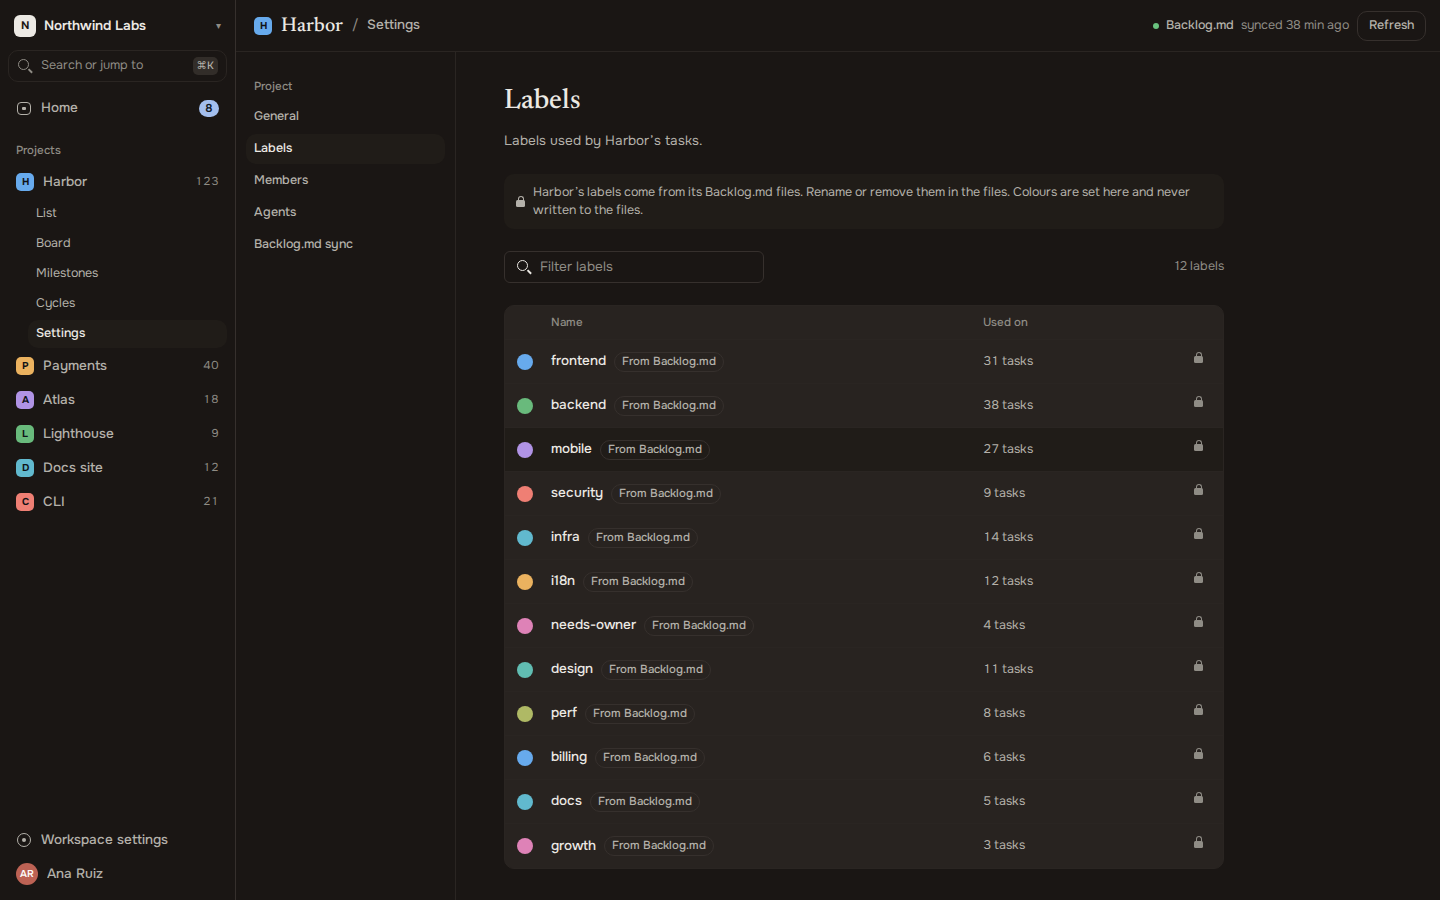 N Northwind Labs
Search or jump to ⌘K
Home 8
Projects
H Harbor 123
List
Board
Milestones
Cycles
Settings
P Payments 40
A Atlas 18
L Lighthouse 9
D Docs site 12
C CLI 21
Workspace settings
AR Ana Ruiz
H Harbor / Settings
Backlog.md synced 38 min ago Refresh
Project
General
Labels
Members
Agents
Backlog.md sync
Labels
Labels used by Harbor’s tasks.
Harbor’s labels come from its Backlog.md files. Rename or remove them in the files. Colours are set here and never
written to the files.
Filter labels 12 labels
Name Used on
frontend From Backlog.md 31 tasks
backend From Backlog.md 38 tasks
mobile From Backlog.md 27 tasks
security From Backlog.md 9 tasks
infra From Backlog.md 14 tasks
i18n From Backlog.md 12 tasks
needs-owner From Backlog.md 4 tasks
design From Backlog.md 11 tasks
perf From Backlog.md 8 tasks
billing From Backlog.md 6 tasks
docs From Backlog.md 5 tasks
growth From Backlog.md 3 tasks